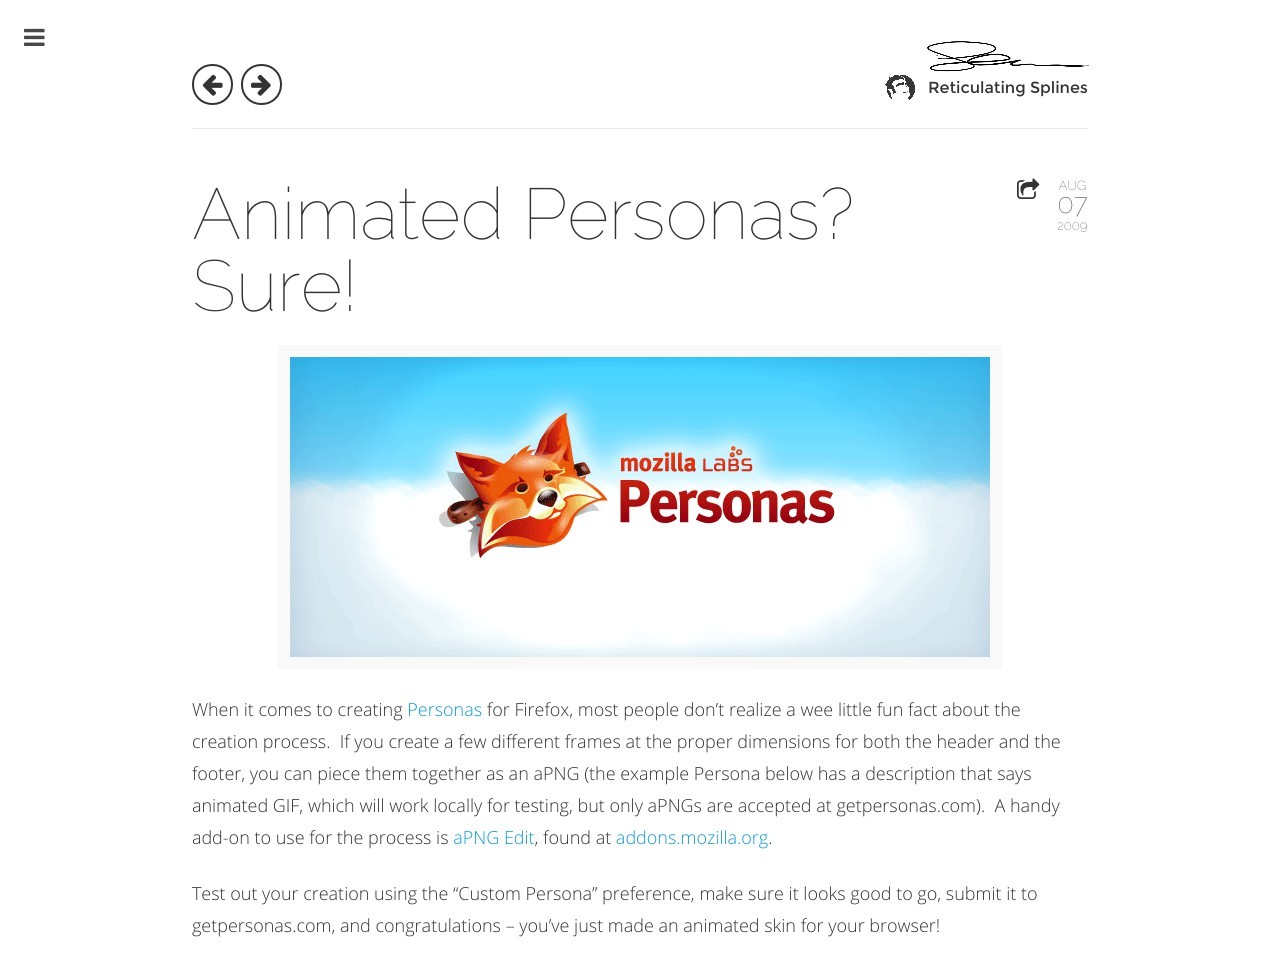 Reticulating Splines
Animated Personas?
Sure!
AUG
07
2009
mozilla LABS
Personas
When it comes to creating Personas for Firefox, most people don’t realize a wee little fun fact about the
creation process.  If you create a few different frames at the proper dimensions for both the header and the
footer, you can piece them together as an aPNG (the example Persona below has a description that says
animated GIF, which will work locally for testing, but only aPNGs are accepted at getpersonas.com).  A handy
add-on to use for the process is aPNG Edit, found at addons.mozilla.org.
Test out your creation using the “Custom Persona” preference, make sure it looks good to go, submit it to
getpersonas.com, and congratulations – you’ve just made an animated skin for your browser!